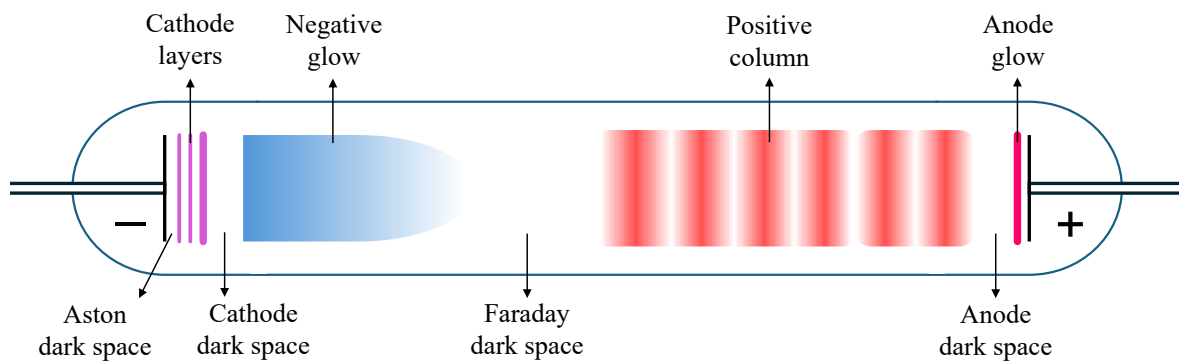 Cathode
layers
Negative
glow
Positive
column
Anode
glow
−
+
Aston
dark space
Cathode
dark space
Faraday
dark space
Anode
dark space